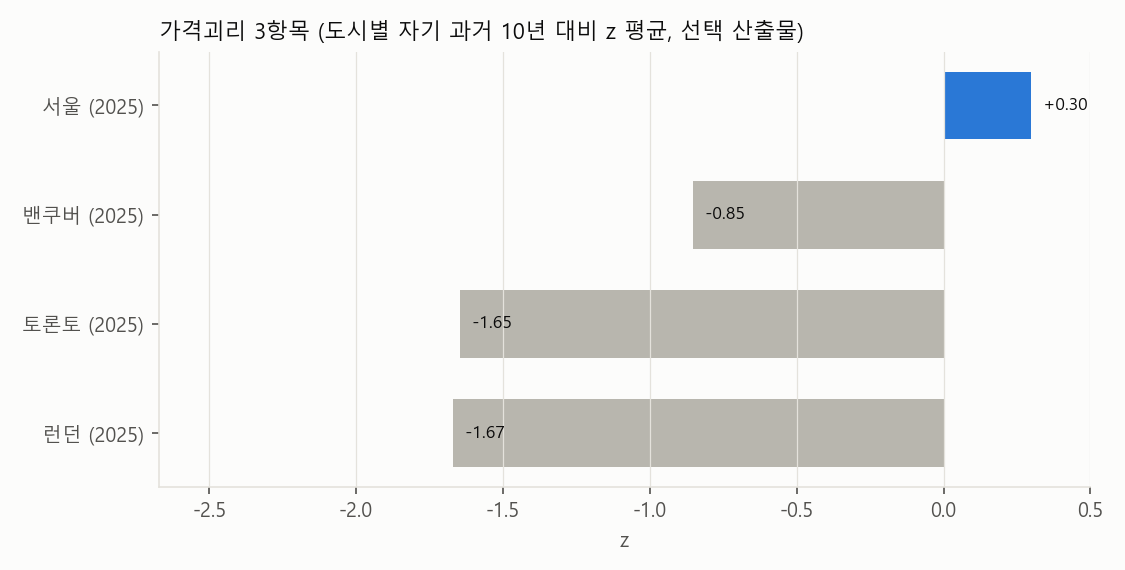 가격괴리 3항목 (도시별 자기 과거 10년 대비 z 평균, 선택 산출물)
서울 (2025)
+0.30
밴쿠버 (2025)
-0.85
토론토 (2025)
-1.65
런던 (2025)
-1.67
-2.5 -2.0 -1.5 -1.0 -0.5 0.0 0.5
z